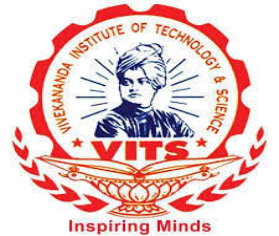 VIVEKANANDA INSTITUTE OF TECHNOLOGY & SCIENCE
★ VITS ★
Inspiring Minds